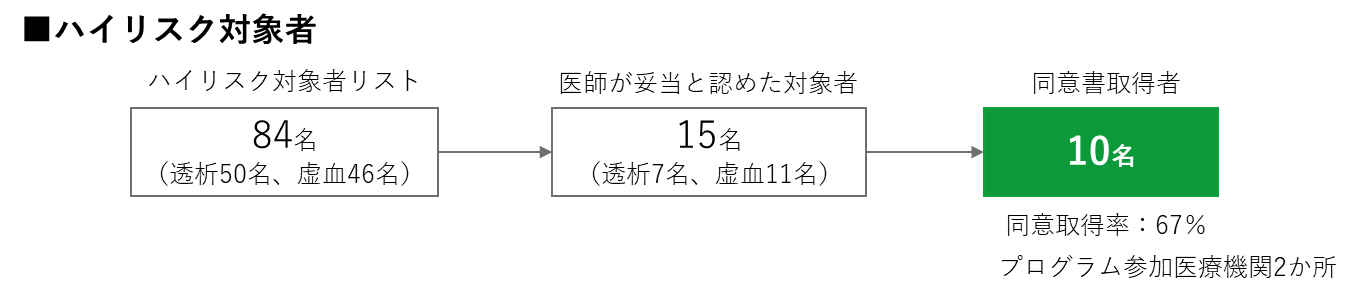 ■ハイリスク対象者
ハイリスク対象者リスト
84名
（透析50名、虚血46名）
医師が妥当と認めた対象者
15名
（透析7名、虚血11名）
同意書取得者
10名
同意取得率：67％
プログラム参加医療機関2か所